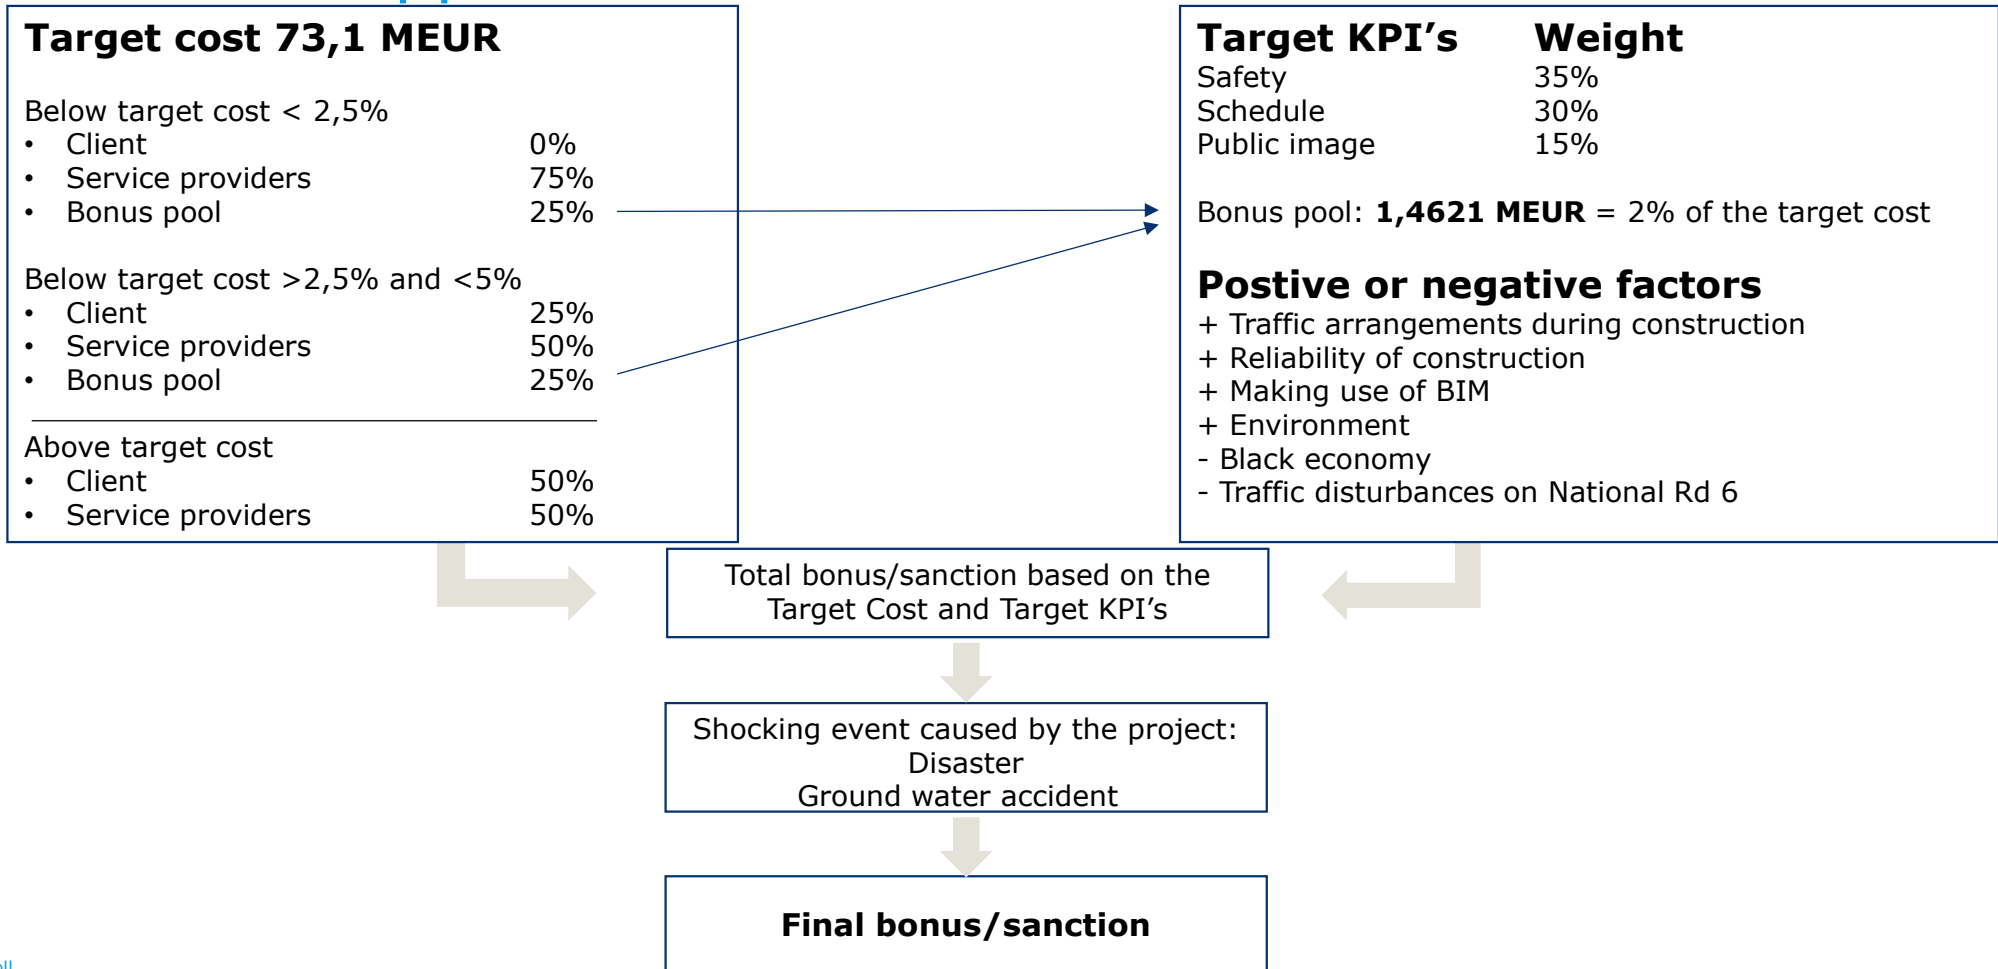 Target cost 73,1 MEUR
Below target cost < 2,5%
• Client 0%
• Service providers 75%
• Bonus pool 25%
Below target cost >2,5% and <5%
• Client 25%
• Service providers 50%
• Bonus pool 25%
Above target cost
• Client 50%
• Service providers 50%
Target KPI’s Weight
Safety 35%
Schedule 30%
Public image 15%
Bonus pool: 1,4621 MEUR = 2% of the target cost
Postive or negative factors
+ Traffic arrangements during construction
+ Reliability of construction
+ Making use of BIM
+ Environment
- Black economy
- Traffic disturbances on National Rd 6
Total bonus/sanction based on the
Target Cost and Target KPI’s
Shocking event caused by the project:
Disaster
Ground water accident
Final bonus/sanction